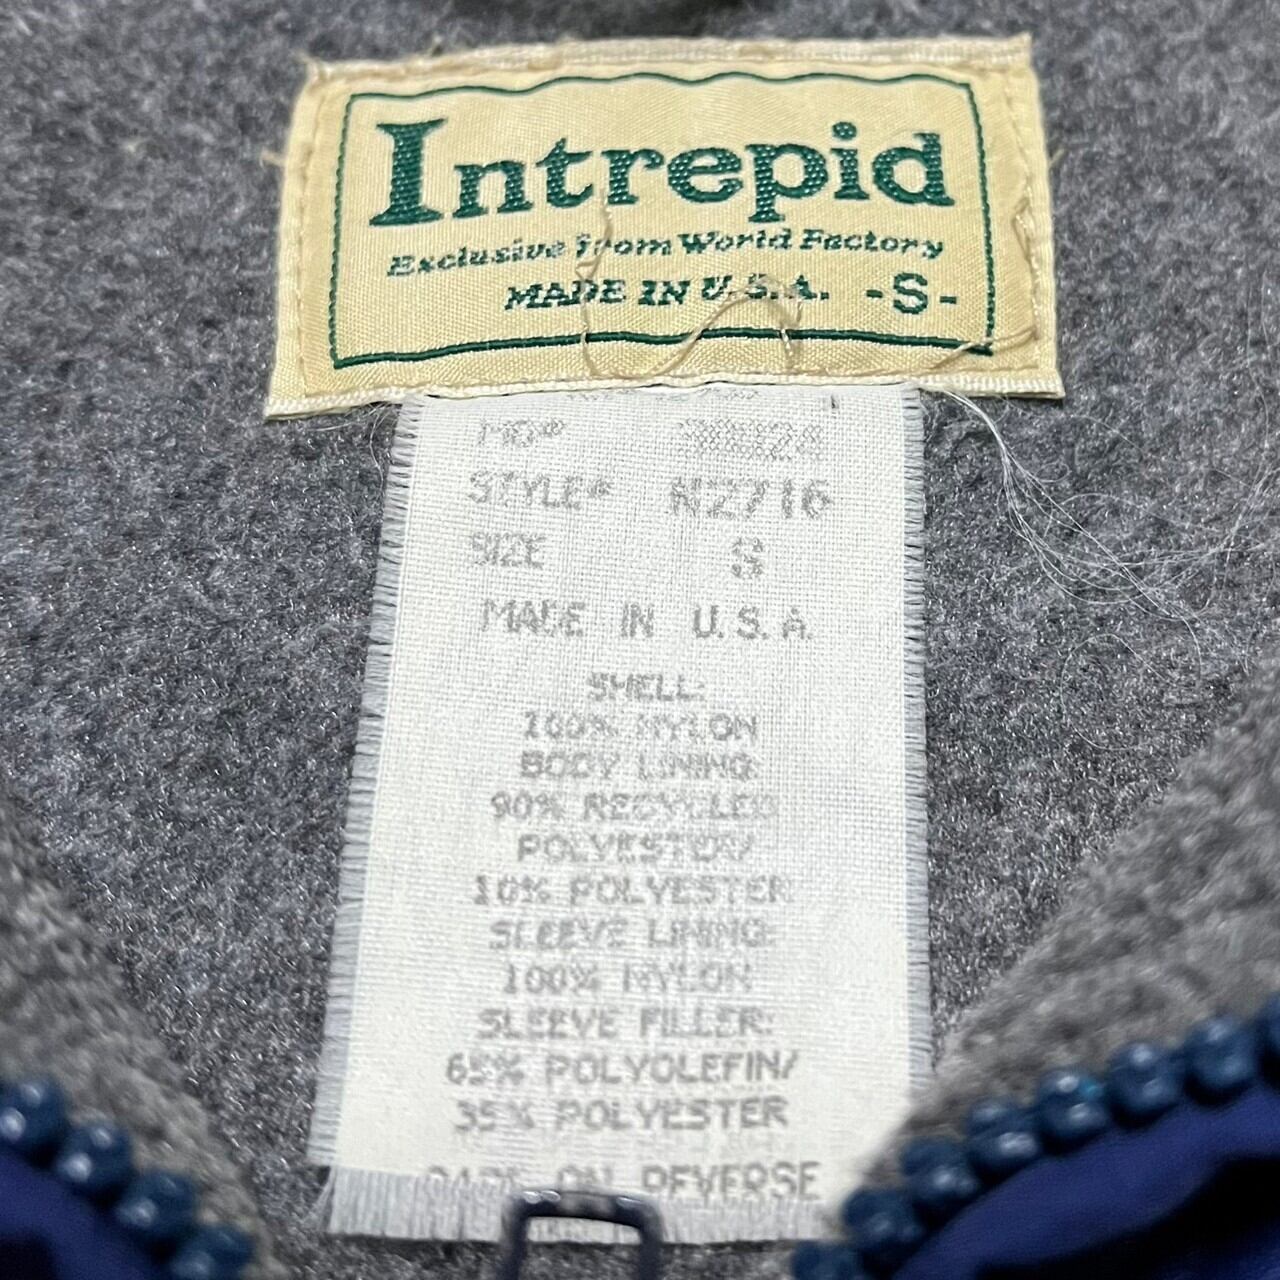 Intrepid
Exclusive from World Factory
MADE IN U.S.A. -S-
STYLE# N2716
SIZE S
MADE IN U.S.A.
SHELL:
100% NYLON
BODY LINING:
90% RECYCLED
POLYESTER/
10% POLYESTER
SLEEVE LINING:
100% NYLON
SLEEVE FILLER:
65% POLYOLEFIN/
35% POLYESTER
ON REVERSE